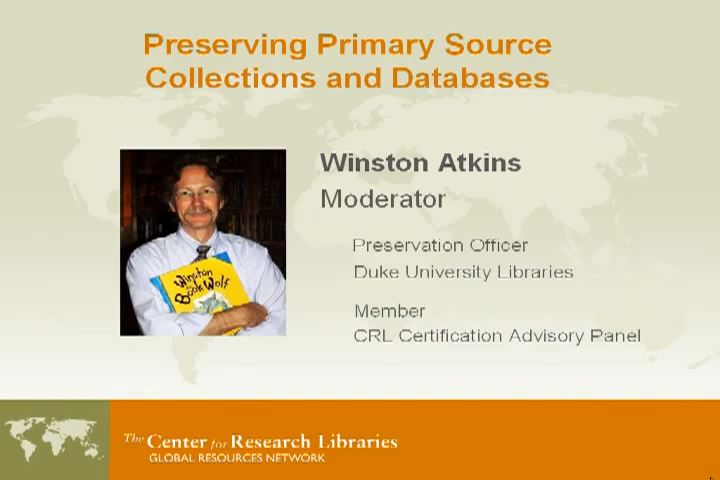 Preserving Primary Source
Collections and Databases
Winston Atkins
Moderator
Preservation Officer
Duke University Libraries
Member
CRL Certification Advisory Panel
Winston
Book Wolf
The Center for Research Libraries
GLOBAL RESOURCES NETWORK